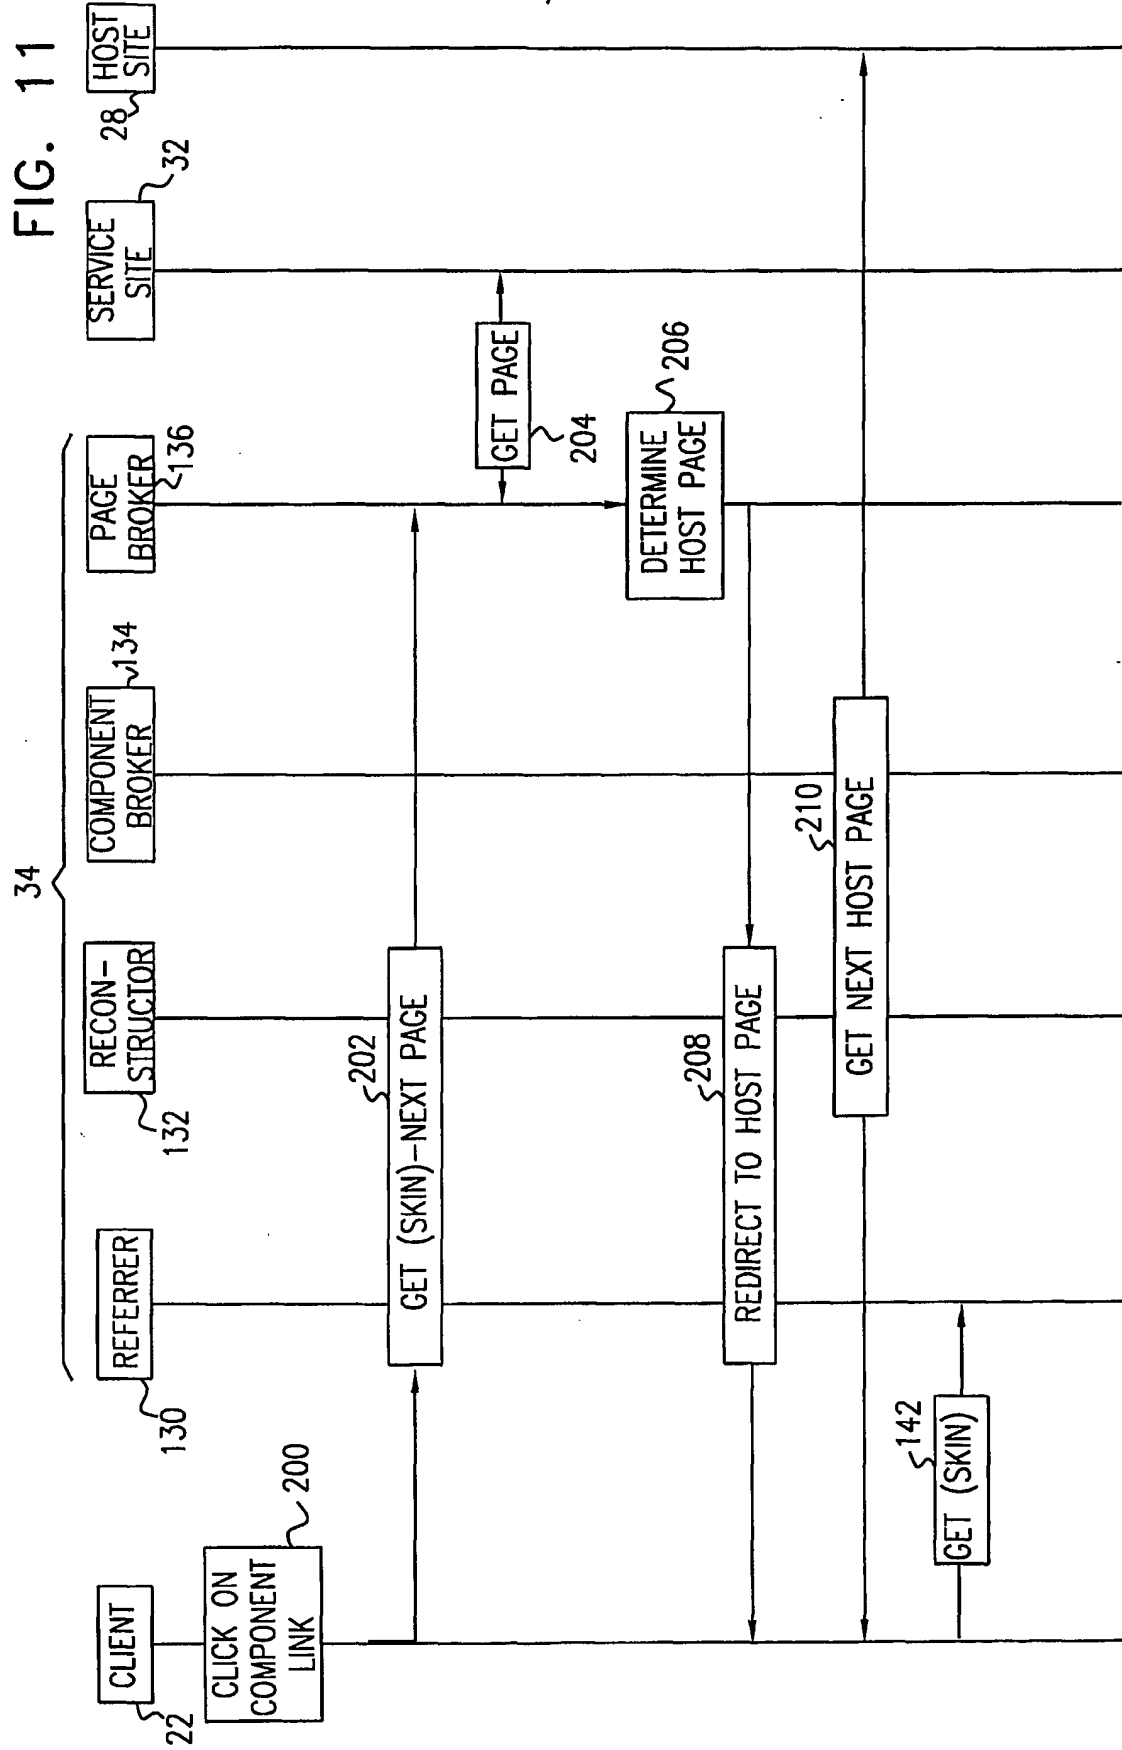 FIG. 11
34
CLIENT
22
REFERRER
130
RECON-
STRUCTOR
132
COMPONENT
BROKER
134
PAGE
BROKER
136
SERVICE
SITE
32
HOST
SITE
28
CLICK ON
COMPONENT
LINK
200
GET (SKIN)-NEXT PAGE
202
GET PAGE
204
DETERMINE
HOST PAGE
206
REDIRECT TO HOST PAGE
208
GET NEXT HOST PAGE
210
GET (SKIN)
142